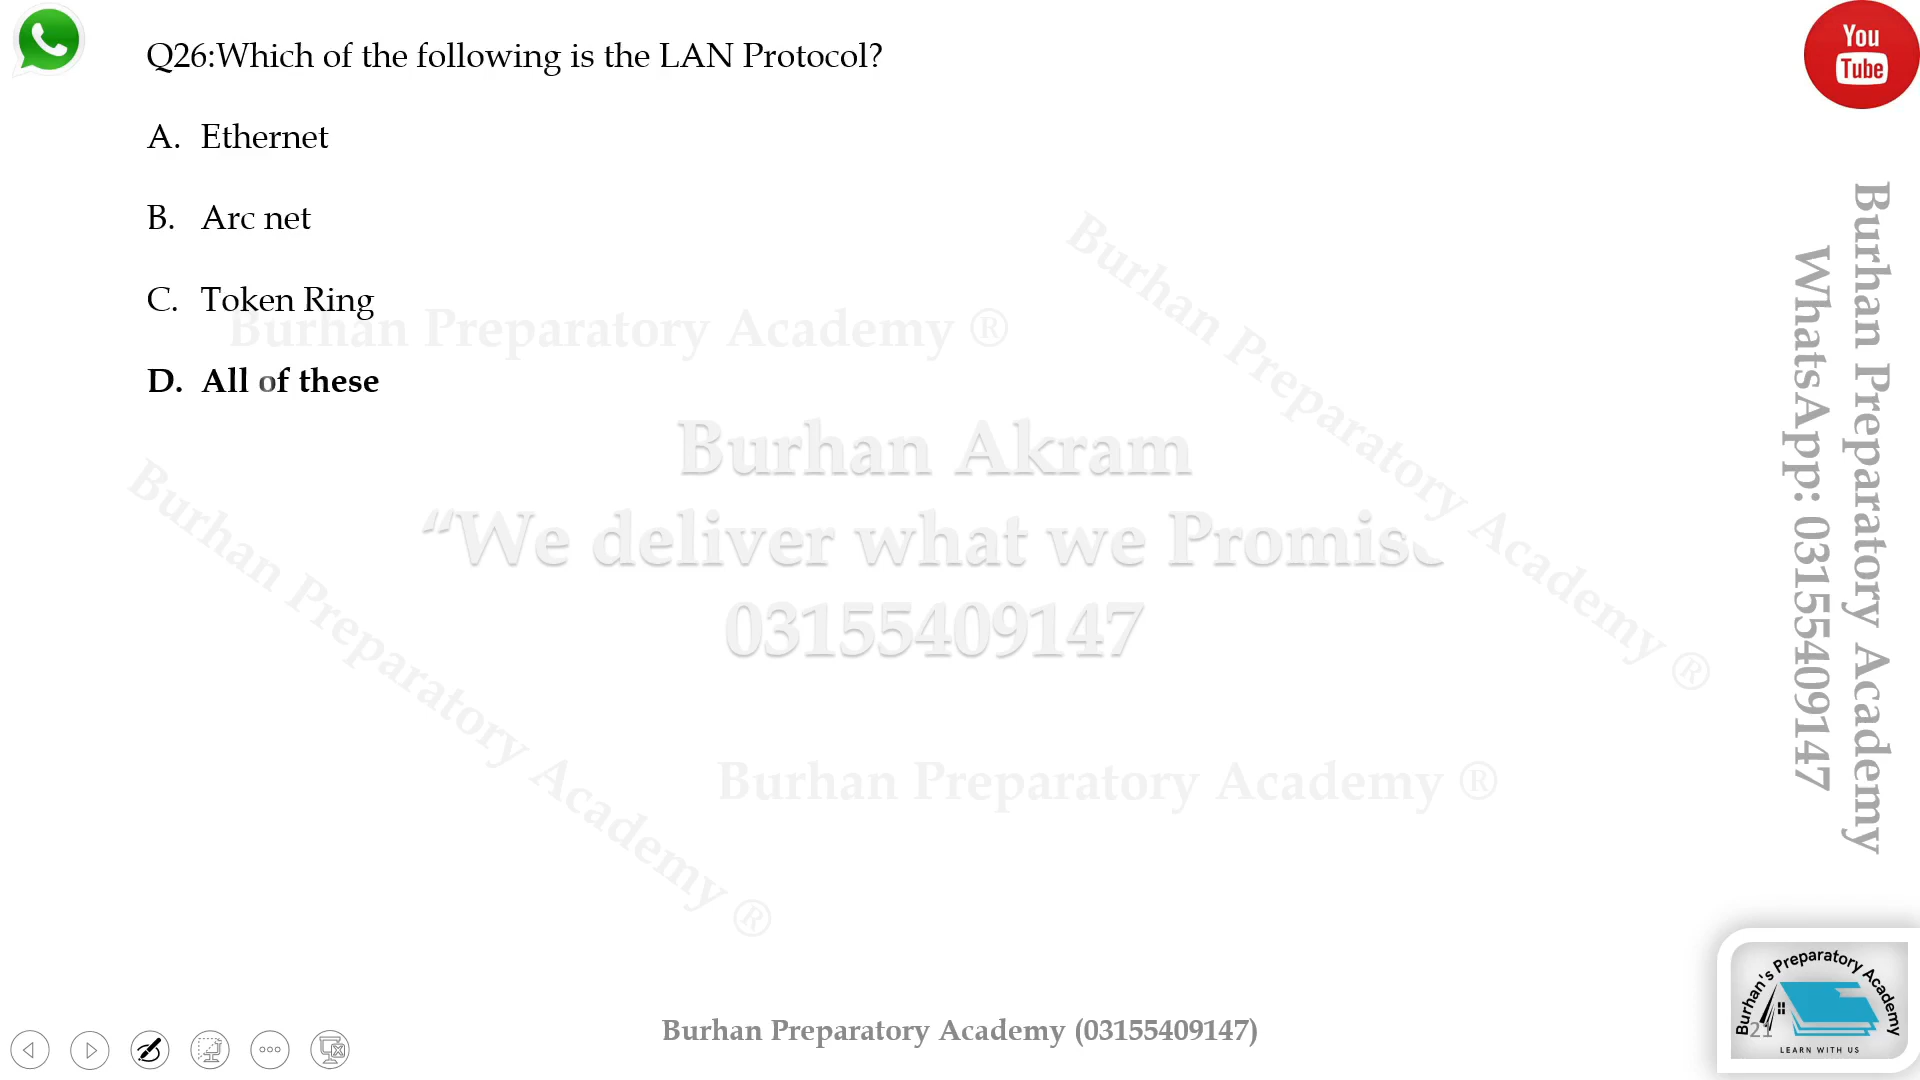 Q26:Which of the following is the LAN Protocol?
A. Ethernet
B. Arc net
C. Token Ring
D. All of these
Burhan Preparatory Academy ®
Burhan Preparatory Academy ®
Burhan Akram
“We deliver what we Promise
03155409147
Burhan Preparatory Academy ®
Burhan Preparatory Academy ®
Burhan Preparatory Academy
WhatsApp: 03155409147
You
Tube
Burhan Preparatory Academy (03155409147)
Burhan's Preparatory Academy
21
LEARN WITH US